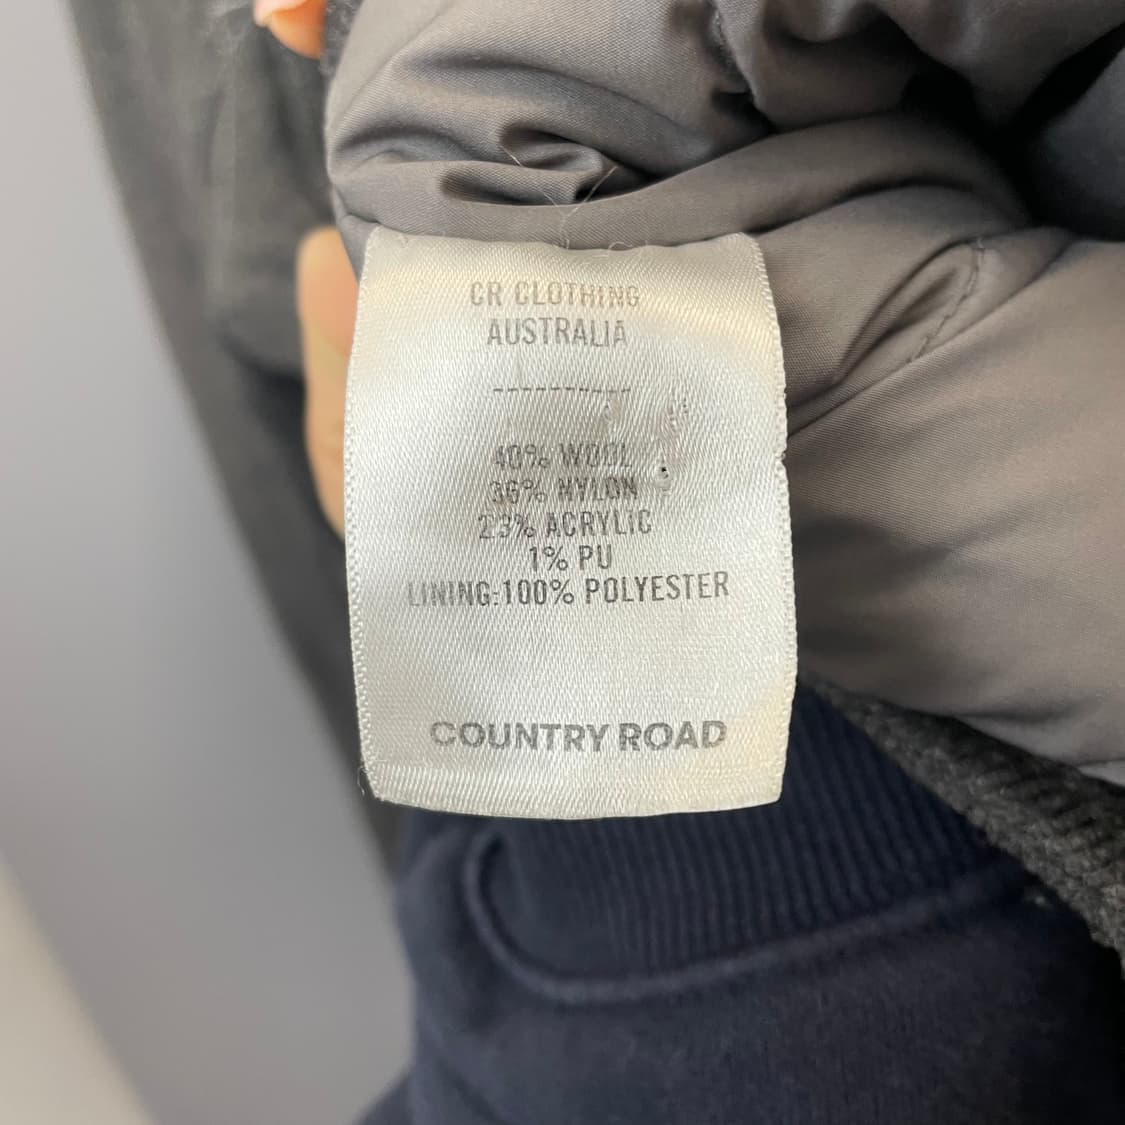 CR CLOTHING
AUSTRALIA
----------
40% WOOL
36% NYLON
23% ACRYLIC
1% PU
LINING:100% POLYESTER
COUNTRY ROAD